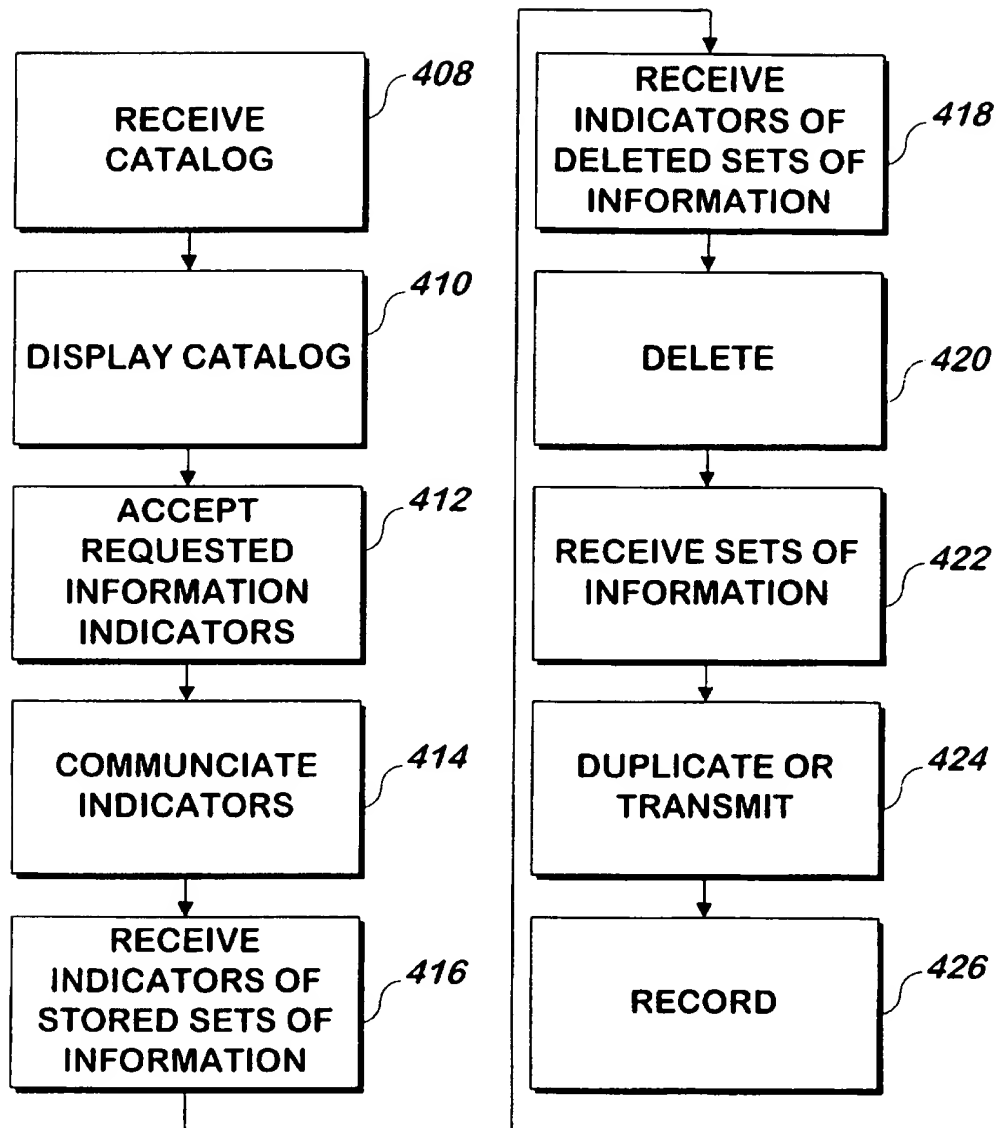 RECEIVE
CATALOG
408
DISPLAY CATALOG
410
ACCEPT
REQUESTED
INFORMATION
INDICATORS
412
COMMUNCIATE
INDICATORS
414
RECEIVE
INDICATORS OF
STORED SETS OF
INFORMATION
416
RECEIVE
INDICATORS OF
DELETED SETS OF
INFORMATION
418
DELETE
420
RECEIVE SETS OF
INFORMATION
422
DUPLICATE OR
TRANSMIT
424
RECORD
426